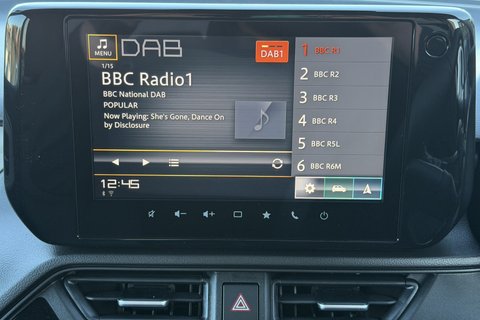 MENU
DAB
DAB1
1/15
BBC Radio1
BBC National DAB
POPULAR
Now Playing: She's Gone, Dance On
by Disclosure
1 BBC R1
2 BBC R2
3 BBC R3
4 BBC R4
5 BBC R5L
6 BBC R6M
12:45